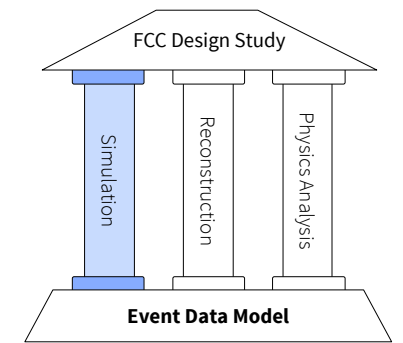 FCC Design Study
Simulation
Reconstruction
Physics Analysis
Event Data Model